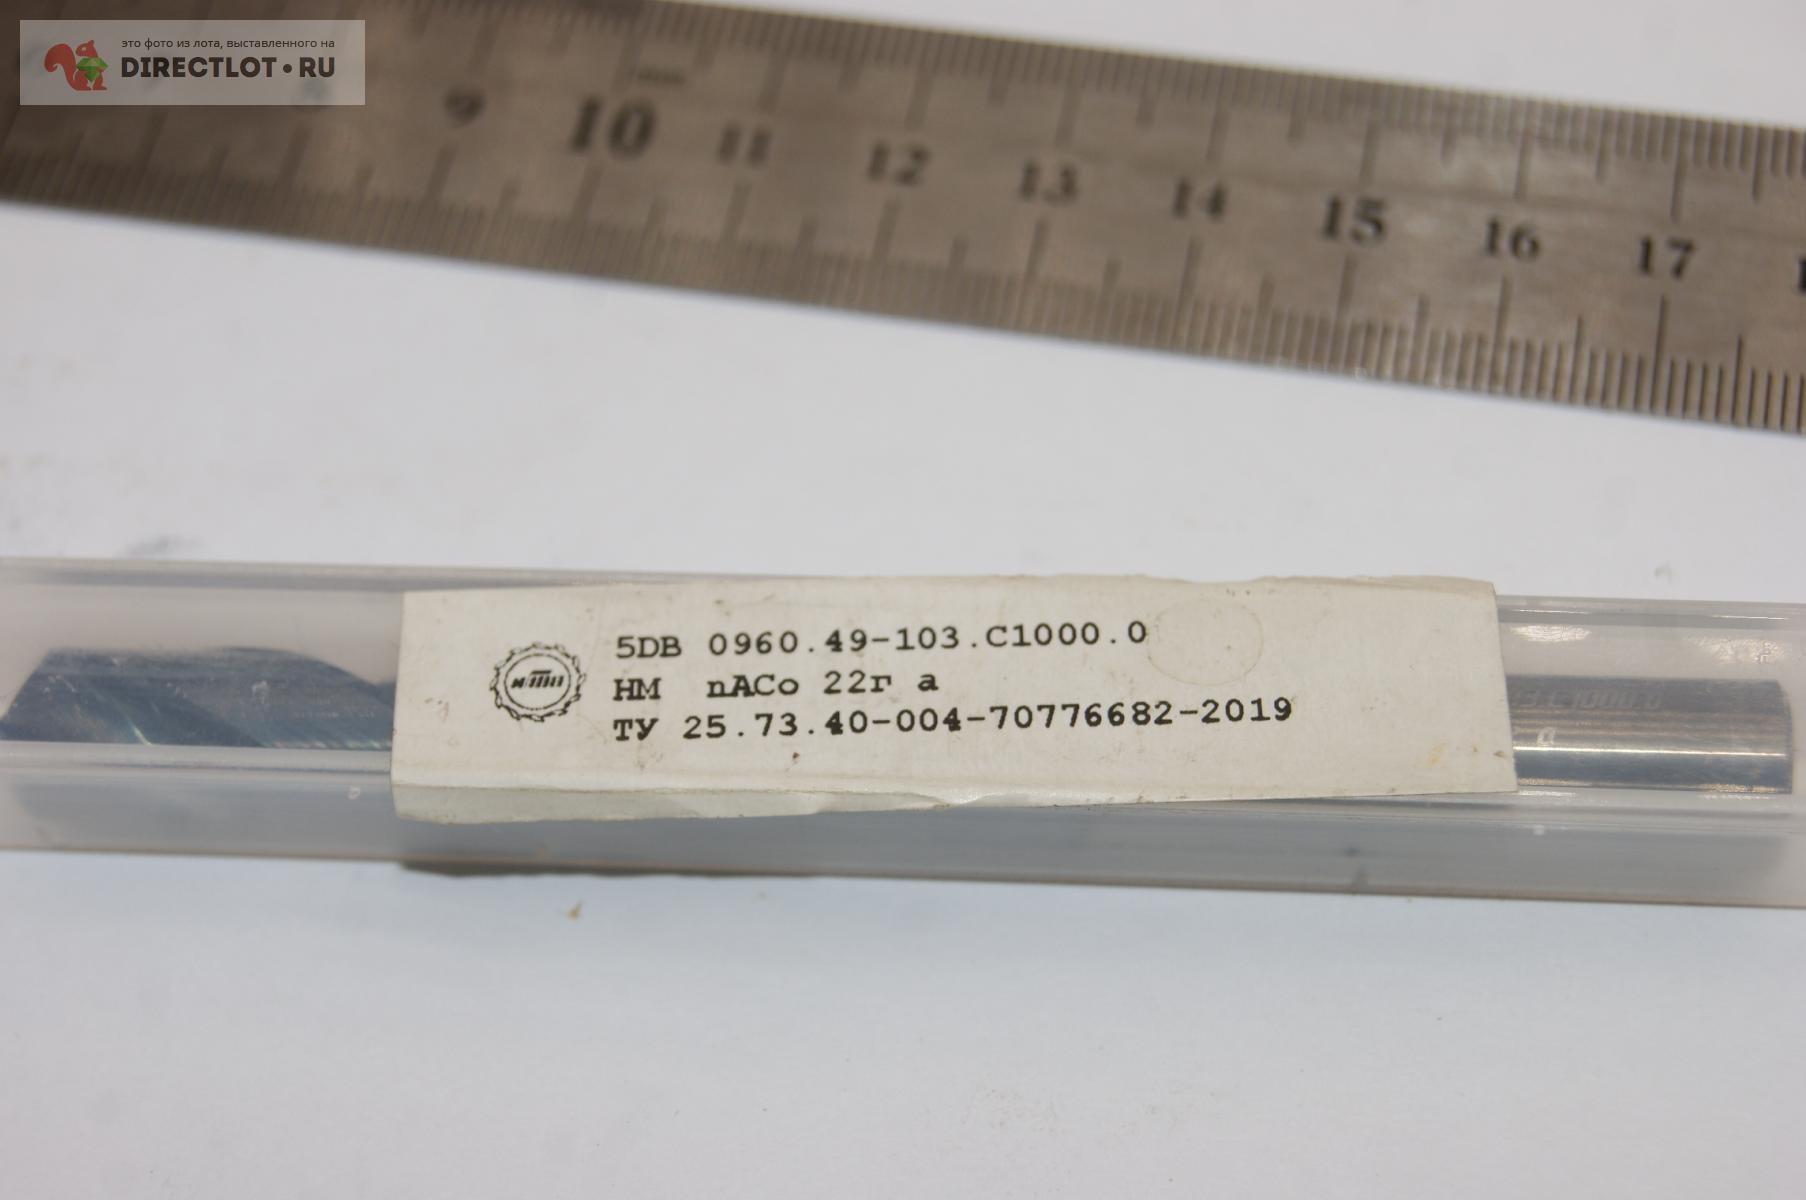 это фото из лота, выставленного на
DIRECTLOT•RU
9 10 11 12 13 14 15 16 17
5DB 0960.49-103.C1000.0
HM nACo 22г а
ТУ 25.73.40-004-70776682-2019